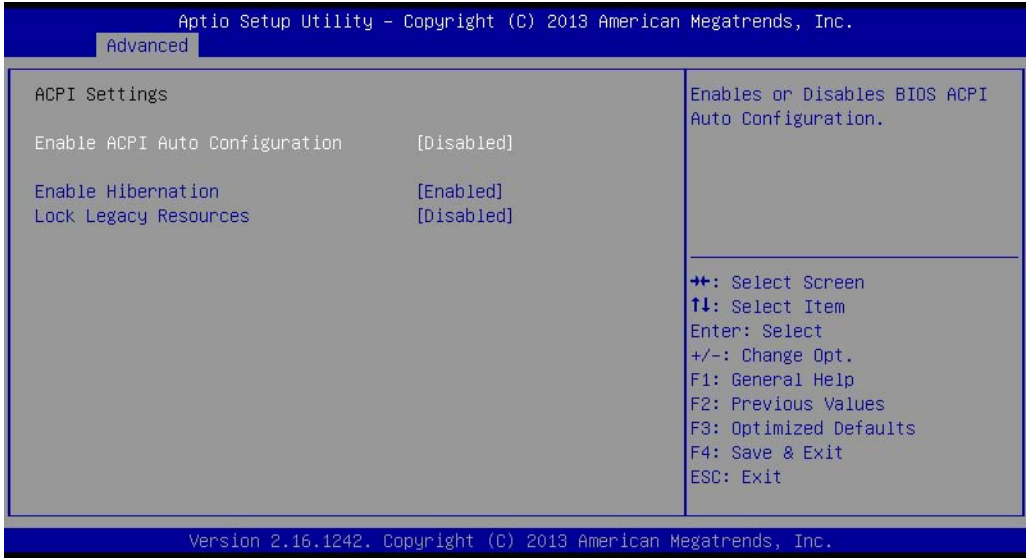 Aptio Setup Utility – Copyright (C) 2013 American Megatrends, Inc.
Advanced
ACPI Settings
Enable ACPI Auto Configuration [Disabled]
Enable Hibernation [Enabled]
Lock Legacy Resources [Disabled]
Enables or Disables BIOS ACPI
Auto Configuration.
→←: Select Screen
↑↓: Select Item
Enter: Select
+/-: Change Opt.
F1: General Help
F2: Previous Values
F3: Optimized Defaults
F4: Save & Exit
ESC: Exit
Version 2.16.1242. Copyright (C) 2013 American Megatrends, Inc.